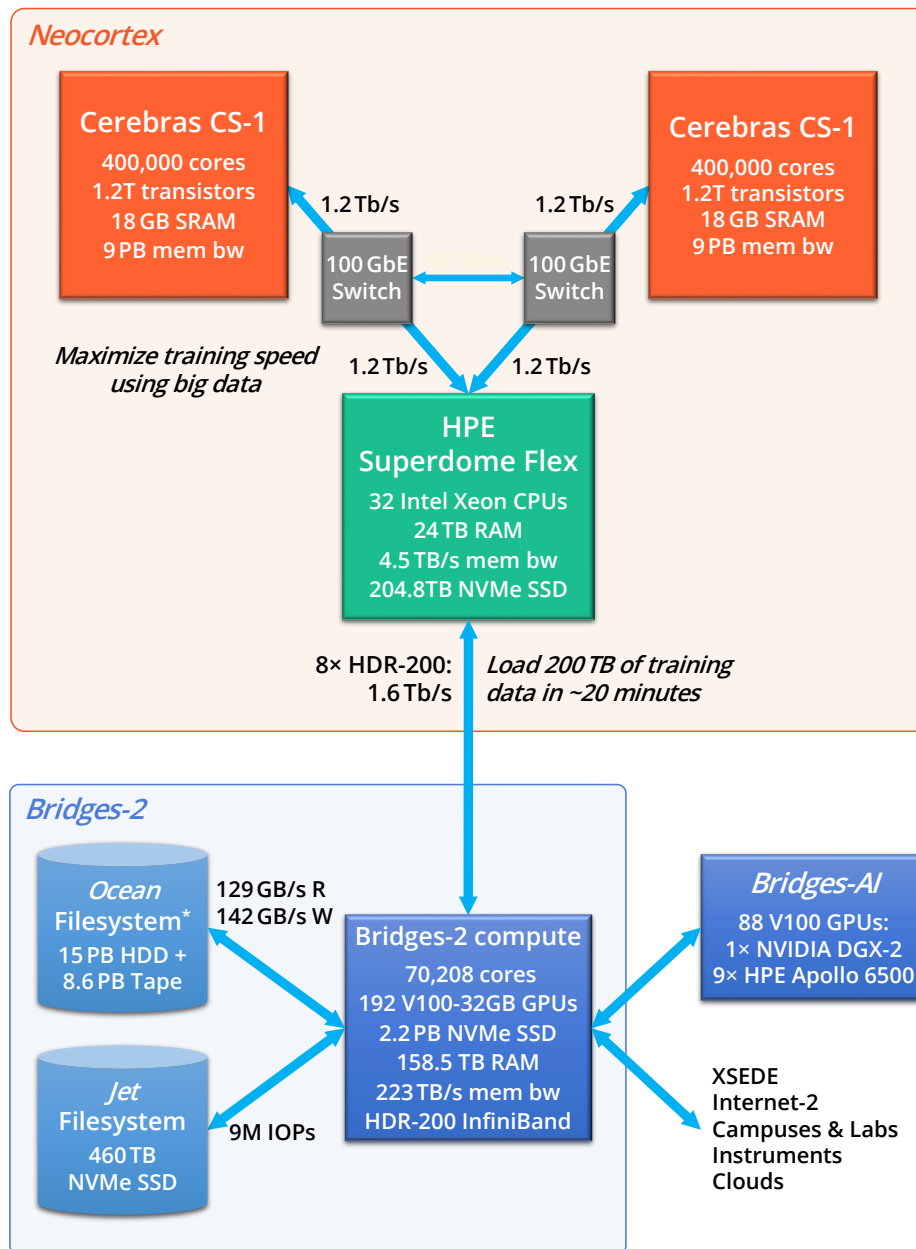 Neocortex
Cerebras CS-1
400,000 cores
1.2T transistors
18 GB SRAM
9 PB mem bw
Cerebras CS-1
400,000 cores
1.2T transistors
18 GB SRAM
9 PB mem bw
1.2 Tb/s
1.2 Tb/s
100 GbE
Switch
100 GbE
Switch
Maximize training speed
using big data
1.2 Tb/s
1.2 Tb/s
HPE
Superdome Flex
32 Intel Xeon CPUs
24 TB RAM
4.5 TB/s mem bw
204.8TB NVMe SSD
8× HDR-200:
1.6 Tb/s
Load 200 TB of training
data in ~20 minutes
Bridges-2
Ocean
Filesystem*
15 PB HDD +
8.6 PB Tape
129 GB/s R
142 GB/s W
Jet
Filesystem
460 TB
NVMe SSD
9M IOPs
Bridges-2 compute
70,208 cores
192 V100-32GB GPUs
2.2 PB NVMe SSD
158.5 TB RAM
223 TB/s mem bw
HDR-200 InfiniBand
Bridges-AI
88 V100 GPUs:
1× NVIDIA DGX-2
9× HPE Apollo 6500
XSEDE
Internet-2
Campuses & Labs
Instruments
Clouds